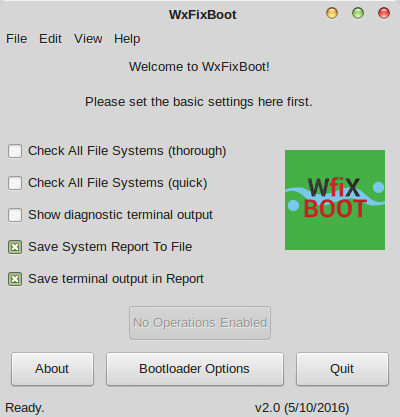 WxFixBoot
File Edit View Help
Welcome to WxFixBoot!
Please set the basic settings here first.
Check All File Systems (thorough)
Check All File Systems (quick)
Show diagnostic terminal output
Save System Report To File
Save terminal output in Report
WfiX
BOOT
No Operations Enabled
About Bootloader Options Quit
Ready. v2.0 (5/10/2016)